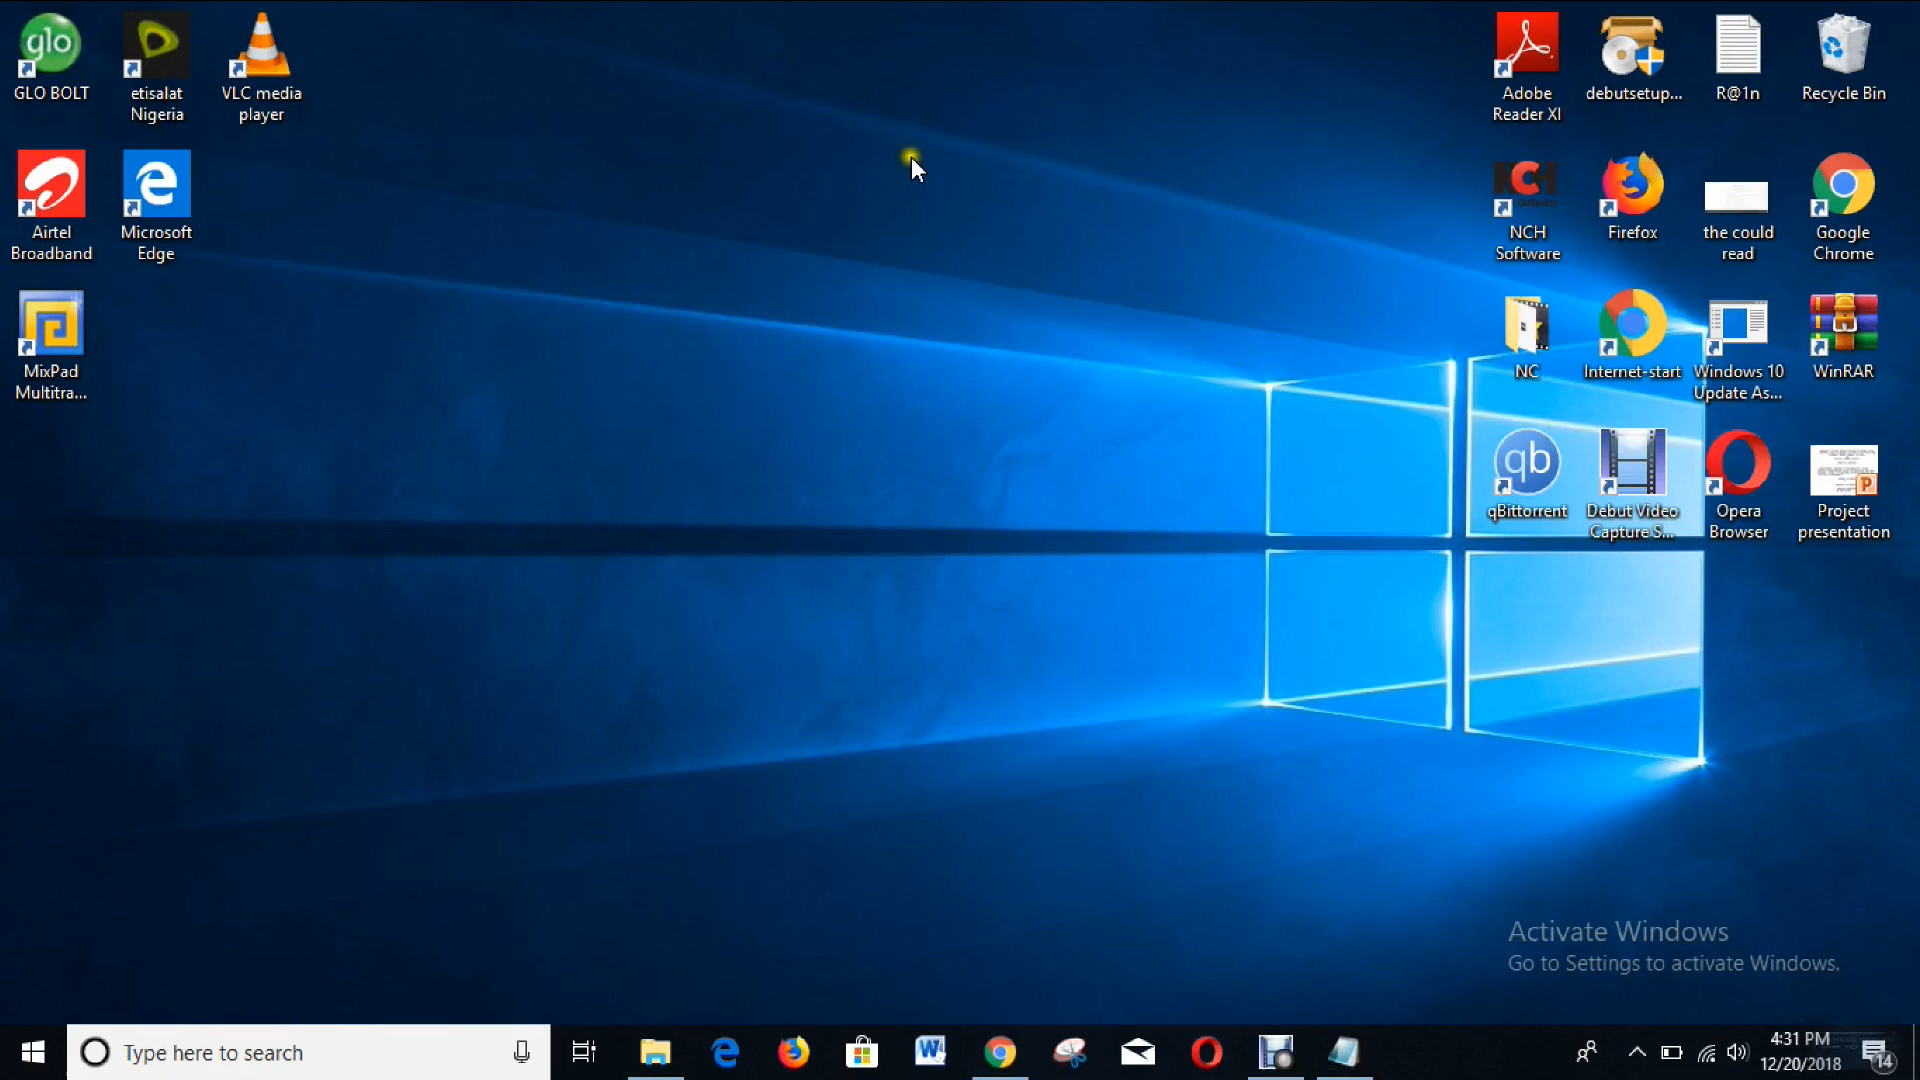 glo
GLO BOLT
etisalat
Nigeria
VLC media
player
Adobe
Reader XI
debutsetup...
R@1n
Recycle Bin
Airtel
Broadband
Microsoft
Edge
NCH
NCH
Software
Firefox
the could
read
Google
Chrome
MixPad
Multitra...
NC
Internet-start
Windows 10
Update As...
WinRAR
qb
qBittorrent
Debut Video
Capture S...
Opera
Browser
P
Project
presentation
Activate Windows
Go to Settings to activate Windows.
Type here to search
W
4:31 PM
12/20/2018
14